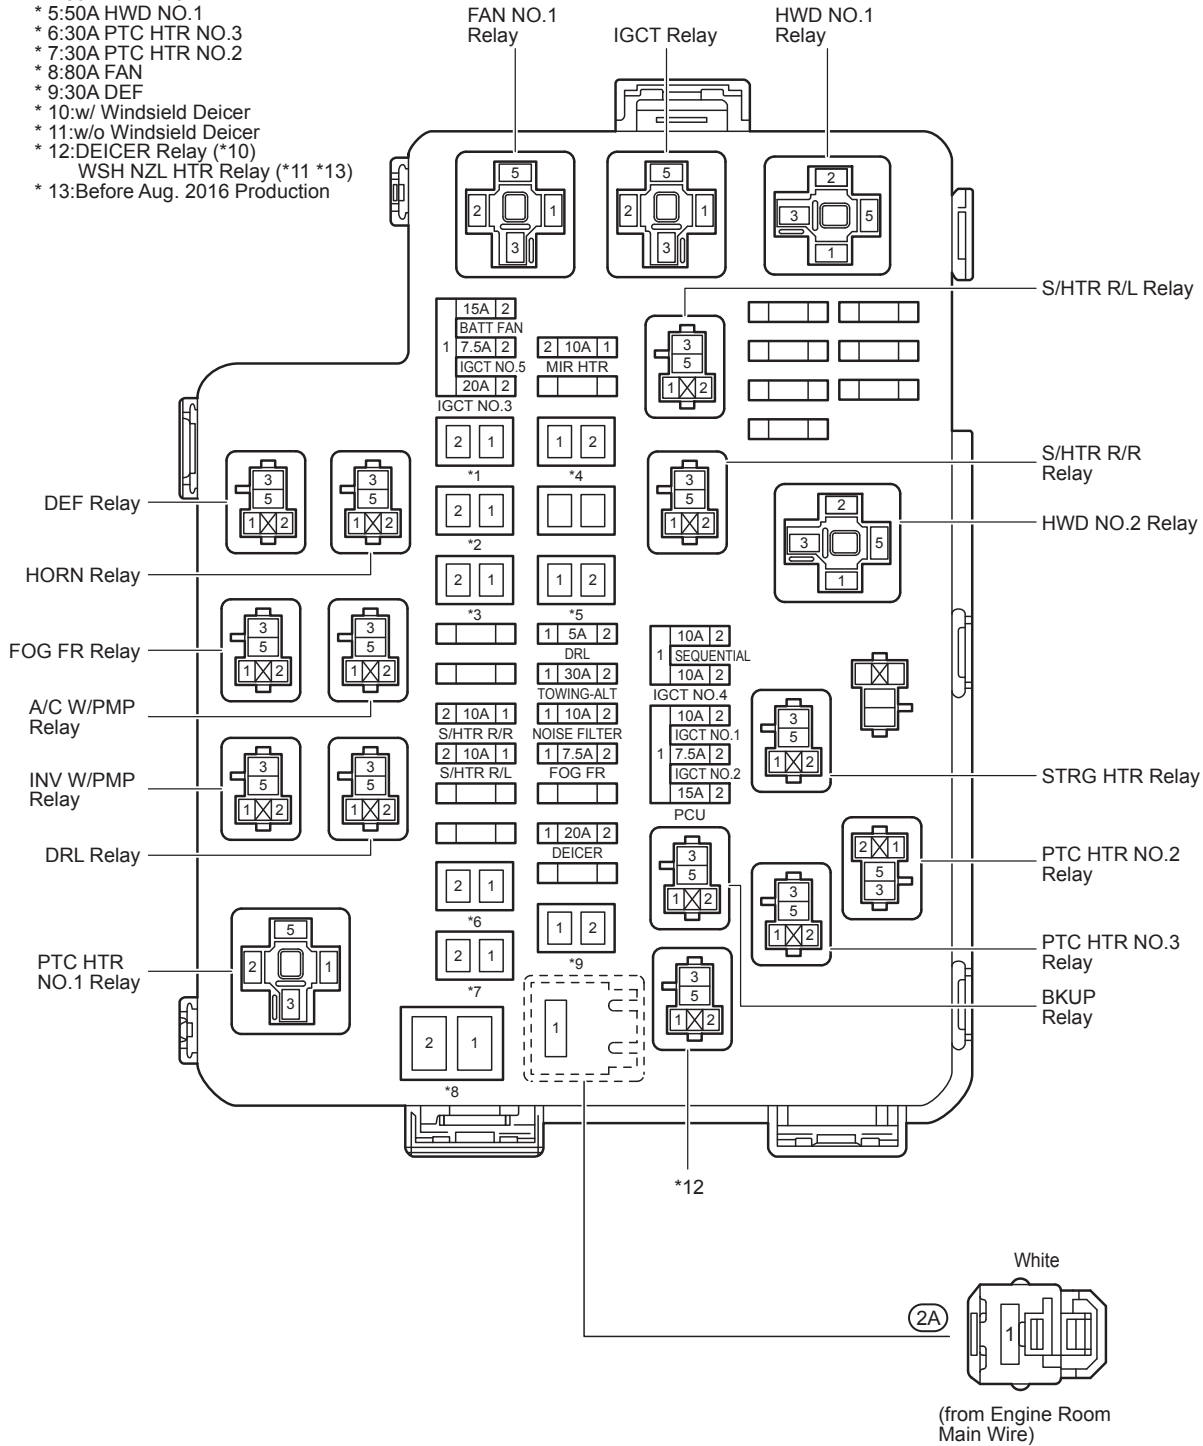 * 5:50A HWD NO.1
* 6:30A PTC HTR NO.3
* 7:30A PTC HTR NO.2
* 8:80A FAN
* 9:30A DEF
* 10:w/ Windsield Deicer
* 11:w/o Windsield Deicer
* 12:DEICER Relay (*10)
WSH NZL HTR Relay (*11 *13)
* 13:Before Aug. 2016 Production
FAN NO.1
Relay
IGCT Relay
HWD NO.1
Relay
5
2 1
3
5
2 1
3
2
3 5
1
S/HTR R/L Relay
15A 2
BATT FAN
1 7.5A 2
IGCT NO.5
20A 2
IGCT NO.3
2 10A 1
MIR HTR
3
5
1 2
2 1
*1
1 2
*4
S/HTR R/R
Relay
3
5
1 2
DEF Relay
3
5
1 2
3
5
1 2
HORN Relay
2 1
*2
2
3 5
1
HWD NO.2 Relay
2 1
*3
1 2
*5
FOG FR Relay
3
5
1 2
3
5
1 2
A/C W/PMP
Relay
1 5A 2
DRL
1 30A 2
TOWING-ALT
10A 2
1 SEQUENTIAL
10A 2
IGCT NO.4
2 10A 1
S/HTR R/R
2 10A 1
S/HTR R/L
1 10A 2
NOISE FILTER
1 7.5A 2
FOG FR
10A 2
IGCT NO.1
1 7.5A 2
IGCT NO.2
15A 2
PCU
3
5
1 2
STRG HTR Relay
INV W/PMP
Relay
3
5
1 2
3
5
1 2
DRL Relay
1 20A 2
DEICER
3
5
1 2
2 1
5
3
PTC HTR NO.2
Relay
2 1
*6
3
5
1 2
PTC HTR NO.3
Relay
1 2
*9
2 1
*7
PTC HTR
NO.1 Relay
5
2 1
3
BKUP
Relay
3
5
1 2
2 1
*8
1
*12
White
2A
1
(from Engine Room
Main Wire)